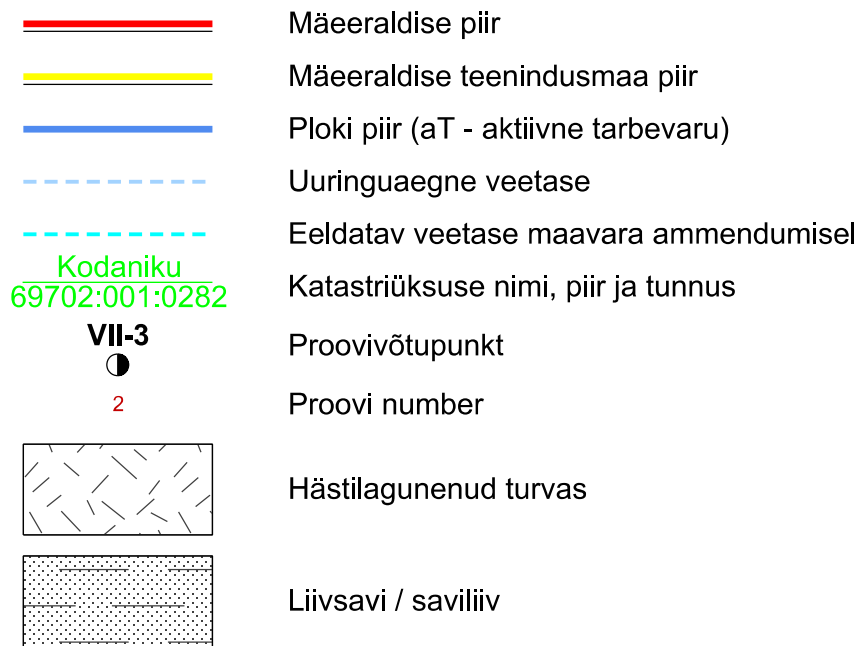 Mäeeraldise piir
Mäeeraldise teenindusmaa piir
Ploki piir (aT - aktiivne tarbevaru)
Uuringuaegne veetase
Eeldatav veetase maavara ammendumisel
Kodaniku
69702:001:0282
Katastriüksuse nimi, piir ja tunnus
VII-3
Proovivõtupunkt
2
Proovi number
Hästilagunenud turvas
Liivsavi / saviliiv